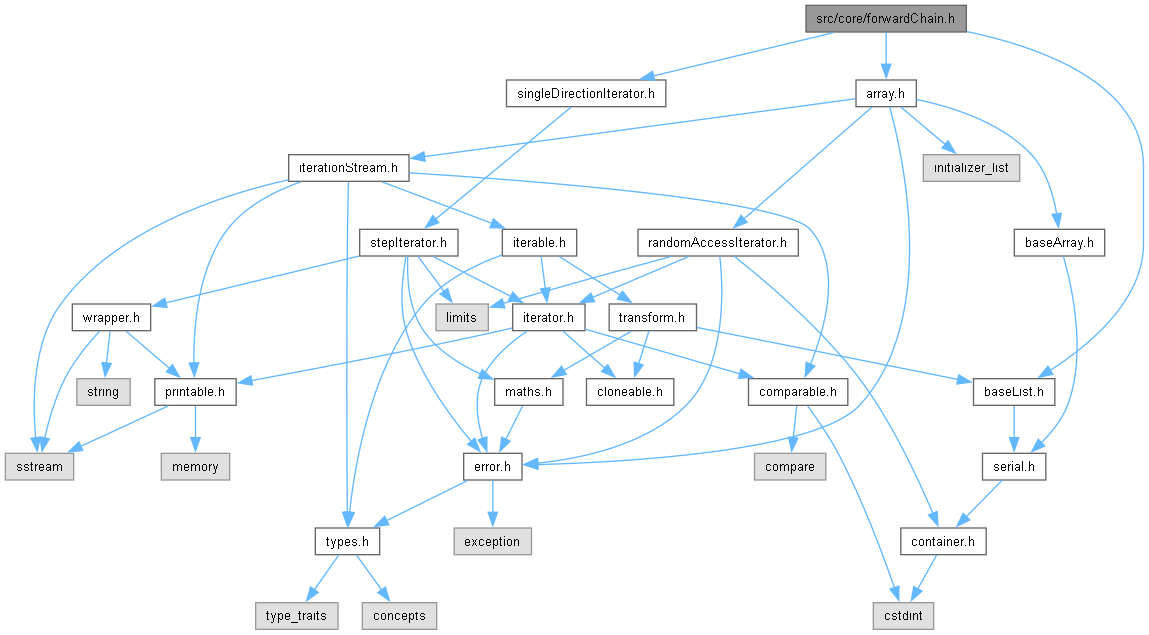 src/core/forwardChain.h
singleDirectionIterator.h
array.h
iterationStream.h
initializer_list
stepIterator.h
iterable.h
randomAccessIterator.h
baseArray.h
wrapper.h
limits
iterator.h
transform.h
string
printable.h
maths.h
cloneable.h
comparable.h
baseList.h
sstream
memory
error.h
compare
serial.h
types.h
exception
container.h
type_traits
concepts
cstdint